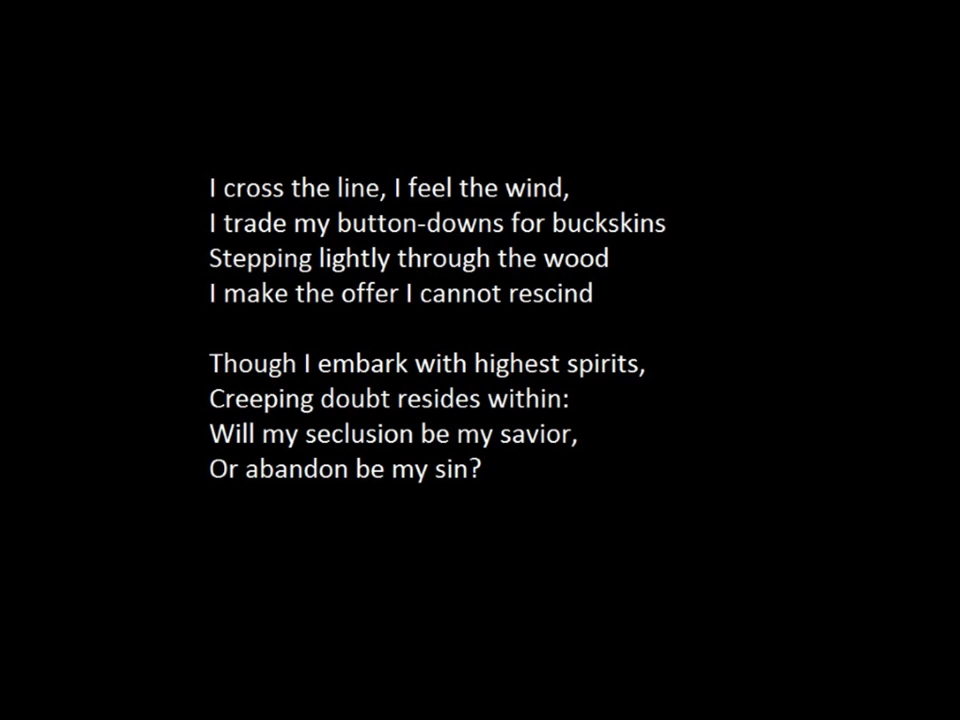 I cross the line, I feel the wind,
I trade my button-downs for buckskins
Stepping lightly through the wood
I make the offer I cannot rescind

Though I embark with highest spirits,
Creeping doubt resides within:
Will my seclusion be my savior,
Or abandon be my sin?